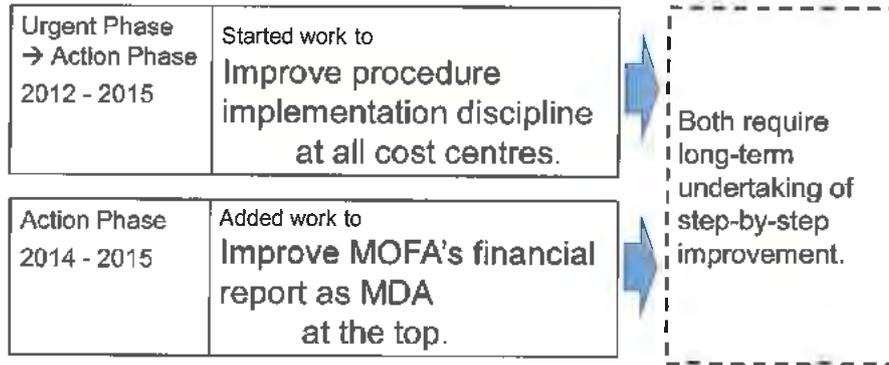 Urgent Phase
→ Action Phase
2012 - 2015
Started work to
Improve procedure
implementation discipline
at all cost centres.
Action Phase
2014 - 2015
Added work to
Improve MOFA's financial
report as MDA
at the top.
Both require
long-term
undertaking of
step-by-step
improvement.